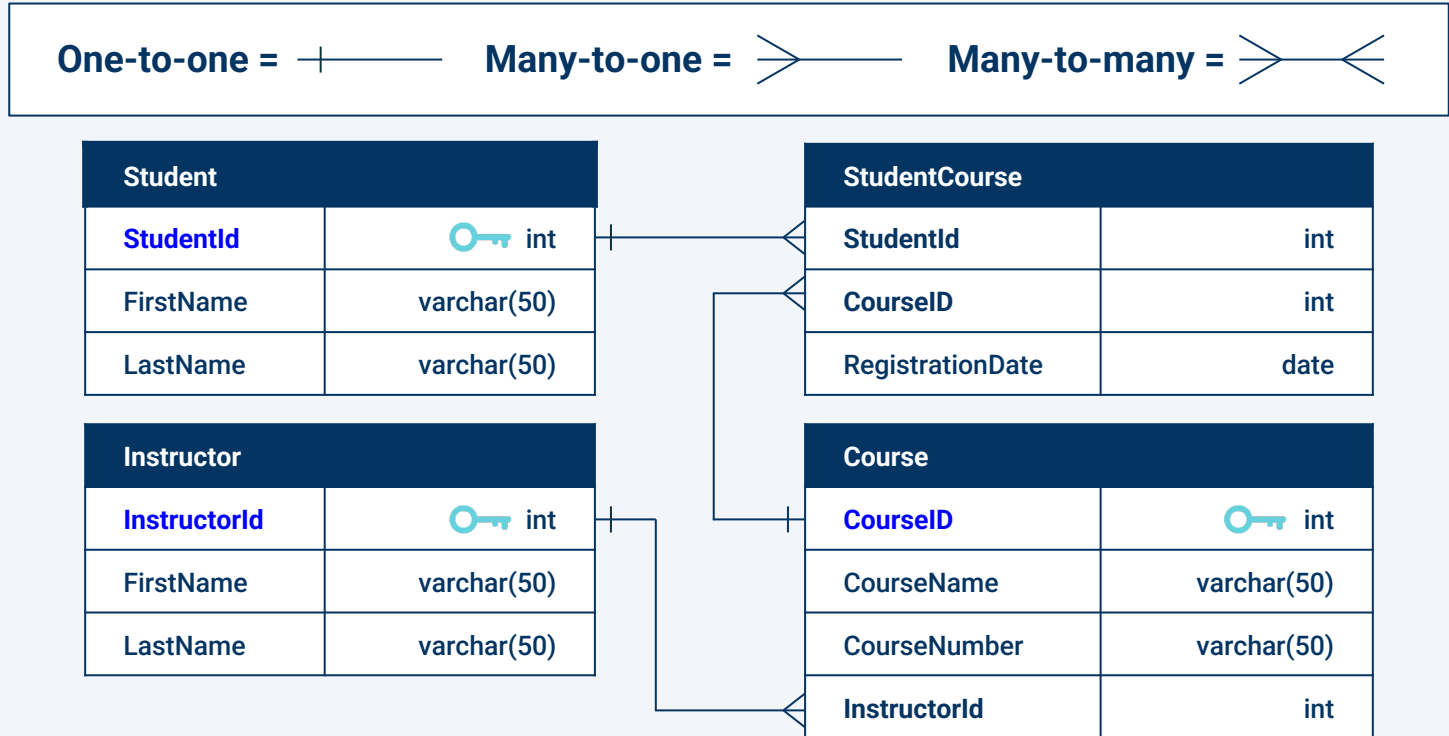 One-to-one = Many-to-one = Many-to-many =
Student
StudentId int
FirstName varchar(50)
LastName varchar(50)
StudentCourse
StudentId int
CourseID int
RegistrationDate date
Instructor
InstructorId int
FirstName varchar(50)
LastName varchar(50)
Course
CourseID int
CourseName varchar(50)
CourseNumber varchar(50)
InstructorId int